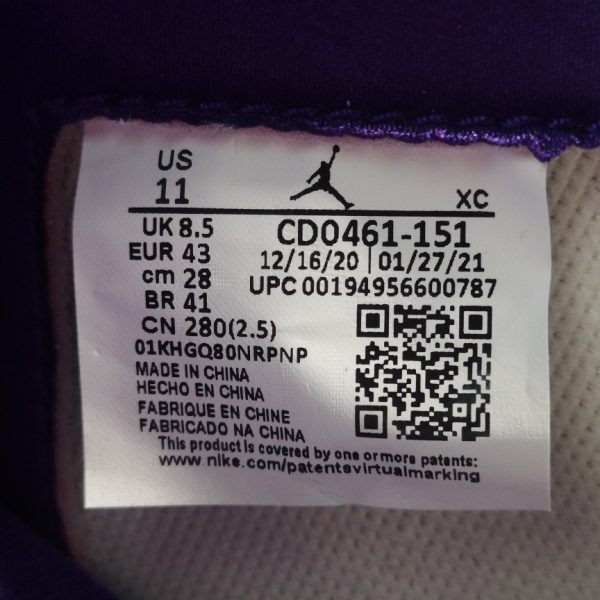 US
11
XC
UK 8.5
EUR 43
cm 28
BR 41
CN 280(2.5)
CD0461-151
12/16/20 | 01/27/21
UPC 00194956600787
01KHGQ80NRPNP
MADE IN CHINA
HECHO EN CHINA
FABRIQUE EN CHINE
FABRICADO NA CHINA
This product is covered by one or more patents:
www.nike.com/patentsvirtualmarking